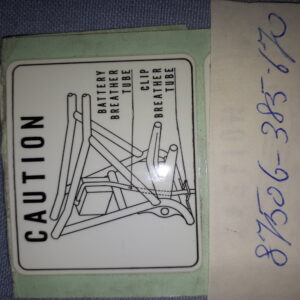 CAUTION
BATTERY
BREATHER
TUBE
CLIP
BREATHER
TUBE
87506-385-670